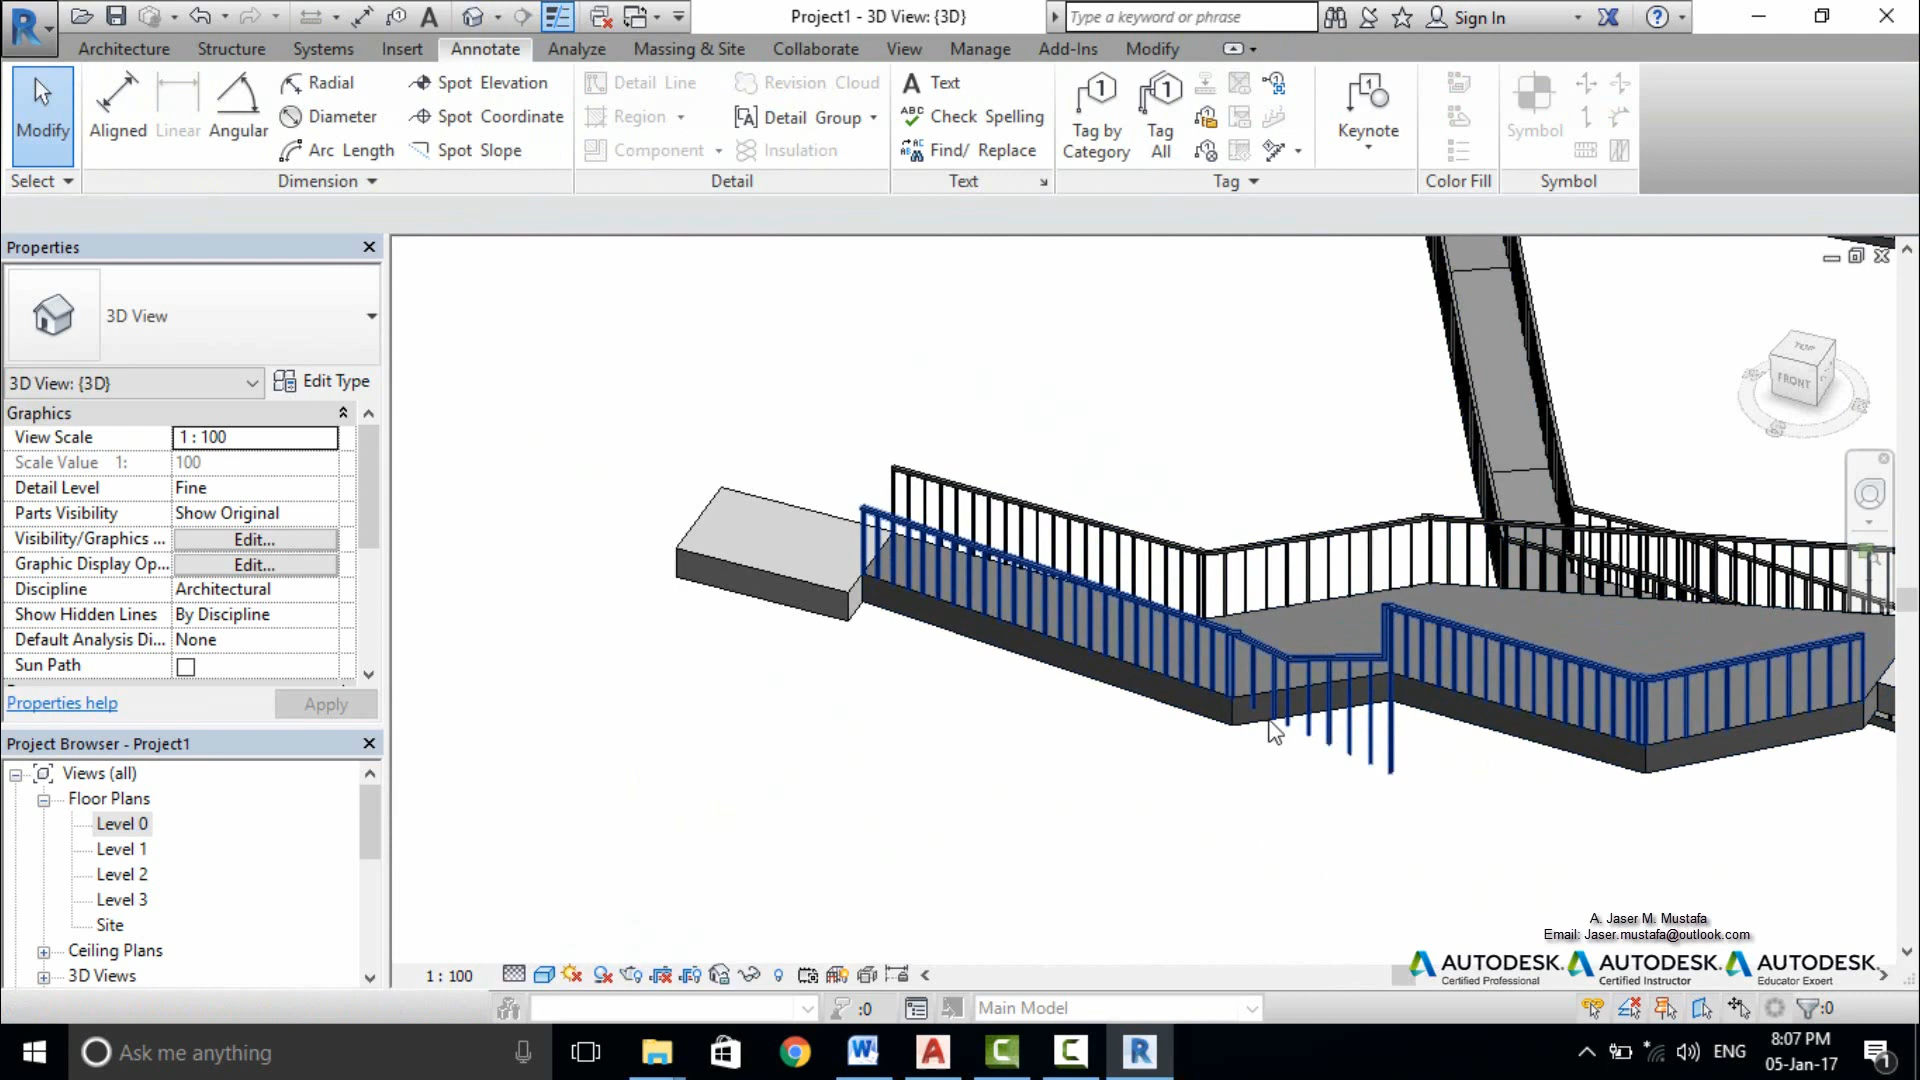 Project1 - 3D View: {3D}
Type a keyword or phrase
Sign In
Architecture Structure Systems Insert Annotate Analyze Massing & Site Collaborate View Manage Add-Ins Modify
Modify
Aligned
Linear
Angular
Radial
Diameter
Arc Length
Spot Elevation
Spot Coordinate
Spot Slope
Detail Line
Region
Component
Revision Cloud
Detail Group
Insulation
A Text
ABC Check Spelling
Find/ Replace
Tag by Category
Tag All
Keynote
Symbol
Select
Dimension
Detail
Text
Tag
Color Fill
Symbol
Properties
3D View
3D View: {3D}
Edit Type
Graphics
View Scale 1 : 100
Scale Value 1: 100
Detail Level Fine
Parts Visibility Show Original
Visibility/Graphics ... Edit...
Graphic Display Op... Edit...
Discipline Architectural
Show Hidden Lines By Discipline
Default Analysis Di... None
Sun Path
Properties help
Apply
Project Browser - Project1
Views (all)
Floor Plans
Level 0
Level 1
Level 2
Level 3
Site
Ceiling Plans
3D Views
TOP
FRONT
A. Jaser M. Mustafa
Email: Jaser.mustafa@outlook.com
AUTODESK. Certified Professional
AUTODESK. Certified Instructor
AUTODESK. Educator Expert
1 : 100
:0
Main Model
:0
Ask me anything
ENG
8:07 PM
05-Jan-17
1